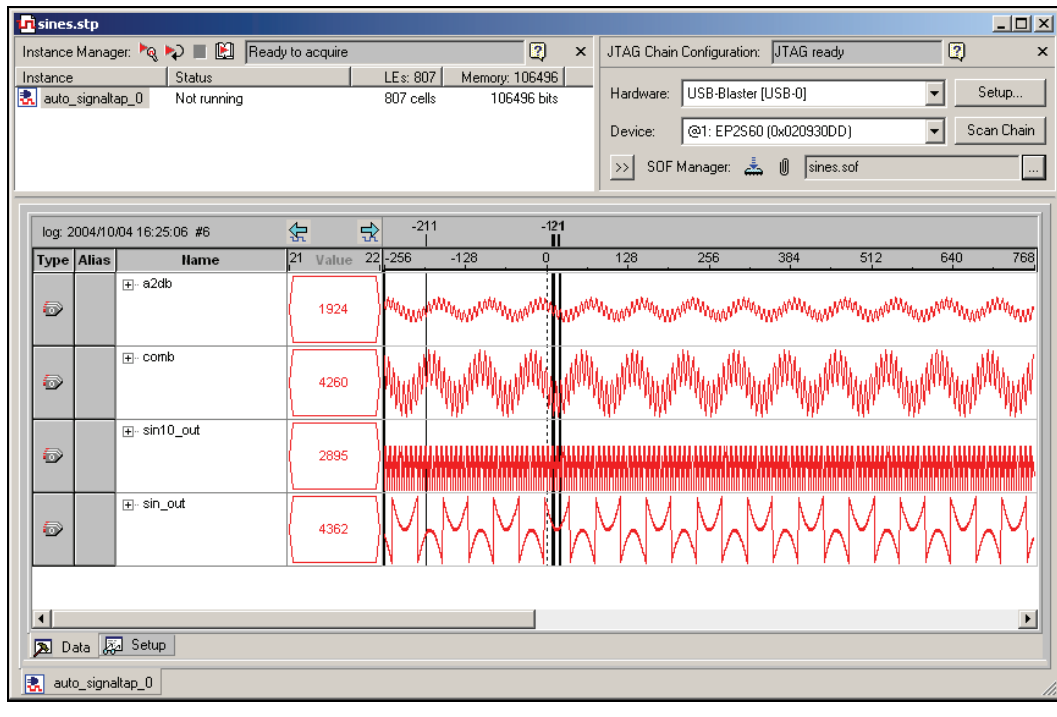 sines.stp
Instance Manager: Ready to acquire
Instance Status LEs: 807 Memory: 106496
auto_signaltap_0 Not running 807 cells 106496 bits
JTAG Chain Configuration: JTAG ready
Hardware: USB-Blaster [USB-0] Setup...
Device: @1: EP2S60 (0x020930DD) Scan Chain
>> SOF Manager: sines.sof ...
log: 2004/10/04 16:25:06 #6 -211
Type Alias Name 21 Value 22 -256 -128 0 128 256 384 512 640 768
a2db 1924
comb 4260
sin10_out 2895
sin_out 4362
Data Setup
auto_signaltap_0